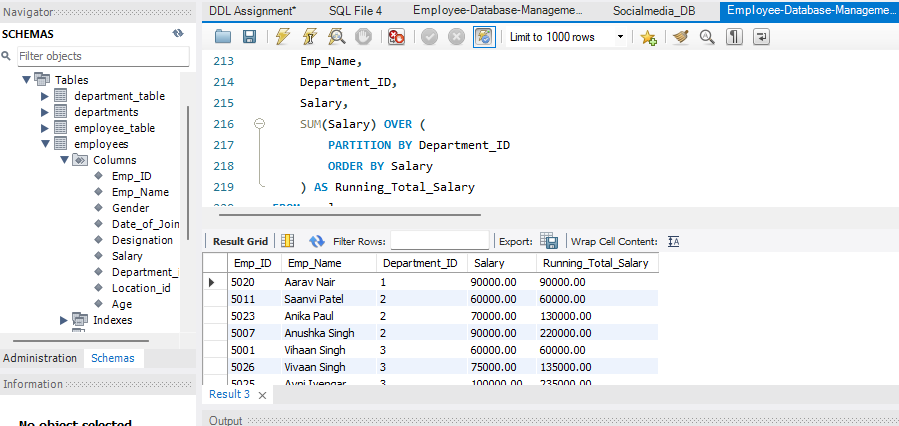 Navigator
SCHEMAS
Filter objects
Tables
department_table
departments
employee_table
employees
Columns
Emp_ID
Emp_Name
Gender
Date_of_Join
Designation
Salary
Department_
Location_id
Age
Indexes
Administration Schemas
Information
No object selected
DDL Assignment* SQL File 4 Employee-Database-Manageme... Socialmedia_DB Employee-Database-Manageme...
Limit to 1000 rows
213 Emp_Name,
214 Department_ID,
215 Salary,
216 SUM(Salary) OVER (
217 PARTITION BY Department_ID
218 ORDER BY Salary
219 ) AS Running_Total_Salary
Result Grid Filter Rows: Export: Wrap Cell Content:
Emp_ID Emp_Name Department_ID Salary Running_Total_Salary
5020 Aarav Nair 1 90000.00 90000.00
5011 Saanvi Patel 2 60000.00 60000.00
5023 Anika Paul 2 70000.00 130000.00
5007 Anushka Singh 2 90000.00 220000.00
5001 Vihaan Singh 3 60000.00 60000.00
5026 Vivaan Singh 3 75000.00 135000.00
5025 Avni Iyengar 3 100000.00 235000.00
Result 3
Output